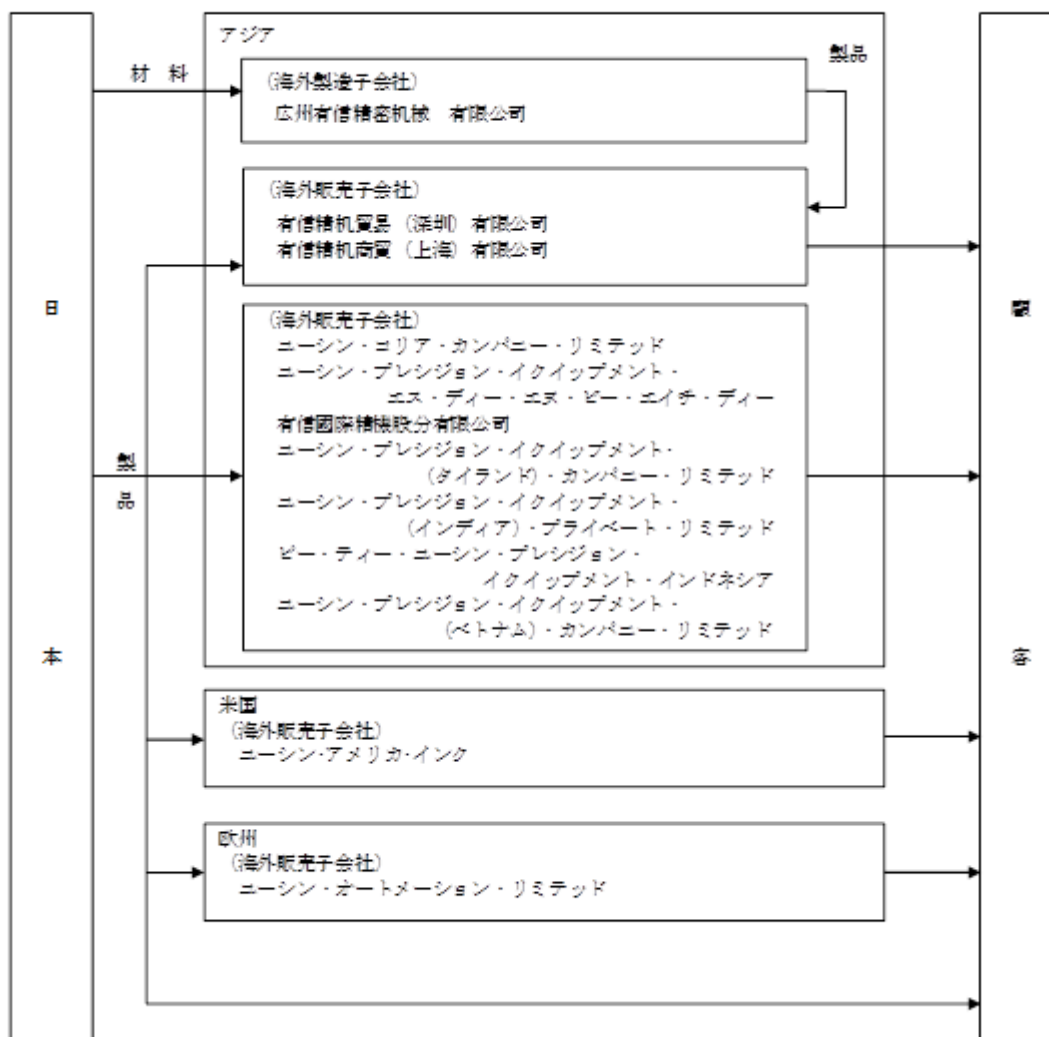 アジア
製品
材　料
(海外製造子会社)
広州有信精密机械　有限公司
(海外販売子会社)
有信精机貿易（深圳）有限公司
有信精机商貿（上海）有限公司
日
本
顧
客
製
品
(海外販売子会社)
ユーシン・コリア・カンパニー・リミテッド
ユーシン・プレシジョン・イクイップメント・
エス・ディー・エヌ・ビー・エイチ・ディー
有信國際精機股分有限公司
ユーシン・プレシジョン・イクイップメント・
(タイランド)・カンパニー・リミテッド
ユーシン・プレシジョン・イクイップメント・
(インディア)・プライベート・リミテッド
ピー・ティー・ユーシン・プレシジョン・
イクイップメント・インドネシア
ユーシン・プレシジョン・イクイップメント・
(ベトナム)・カンパニー・リミテッド
米国
(海外販売子会社)
ユーシン・アメリカ・インク
欧州
(海外販売子会社)
ユーシン・オートメーション・リミテッド